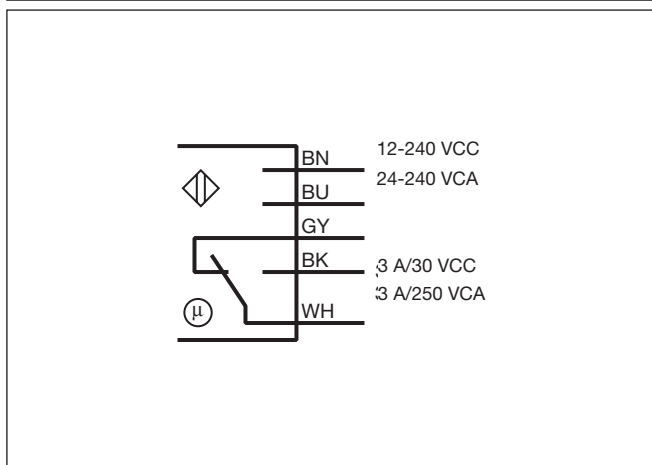 BN
12-240 VCC
24-240 VCA
BU
GY
BK
3 A/30 VCC
3 A/250 VCA
WH
µ